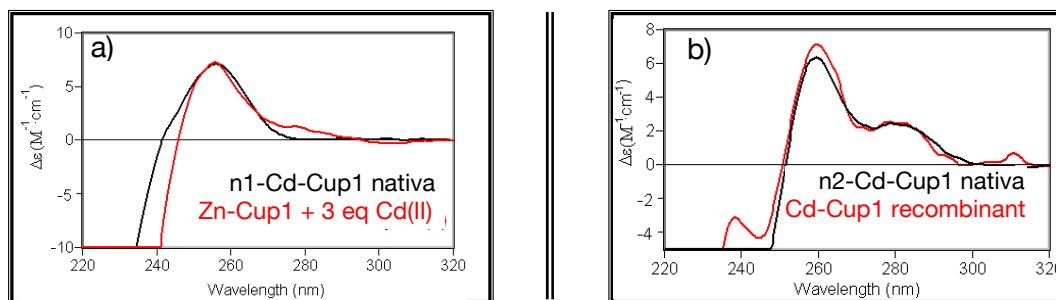 a)
10
5
0
-5
-10
Δε(M⁻¹cm⁻¹)
n1-Cd-Cup1 nativa
Zn-Cup1 + 3 eq Cd(II)
220 240 260 280 300 320
Wavelength (nm)
b)
8
6
4
2
0
-2
-4
Δε(M⁻¹cm⁻¹)
n2-Cd-Cup1 nativa
Cd-Cup1 recombinant
220 240 260 280 300 320
Wavelength (nm)